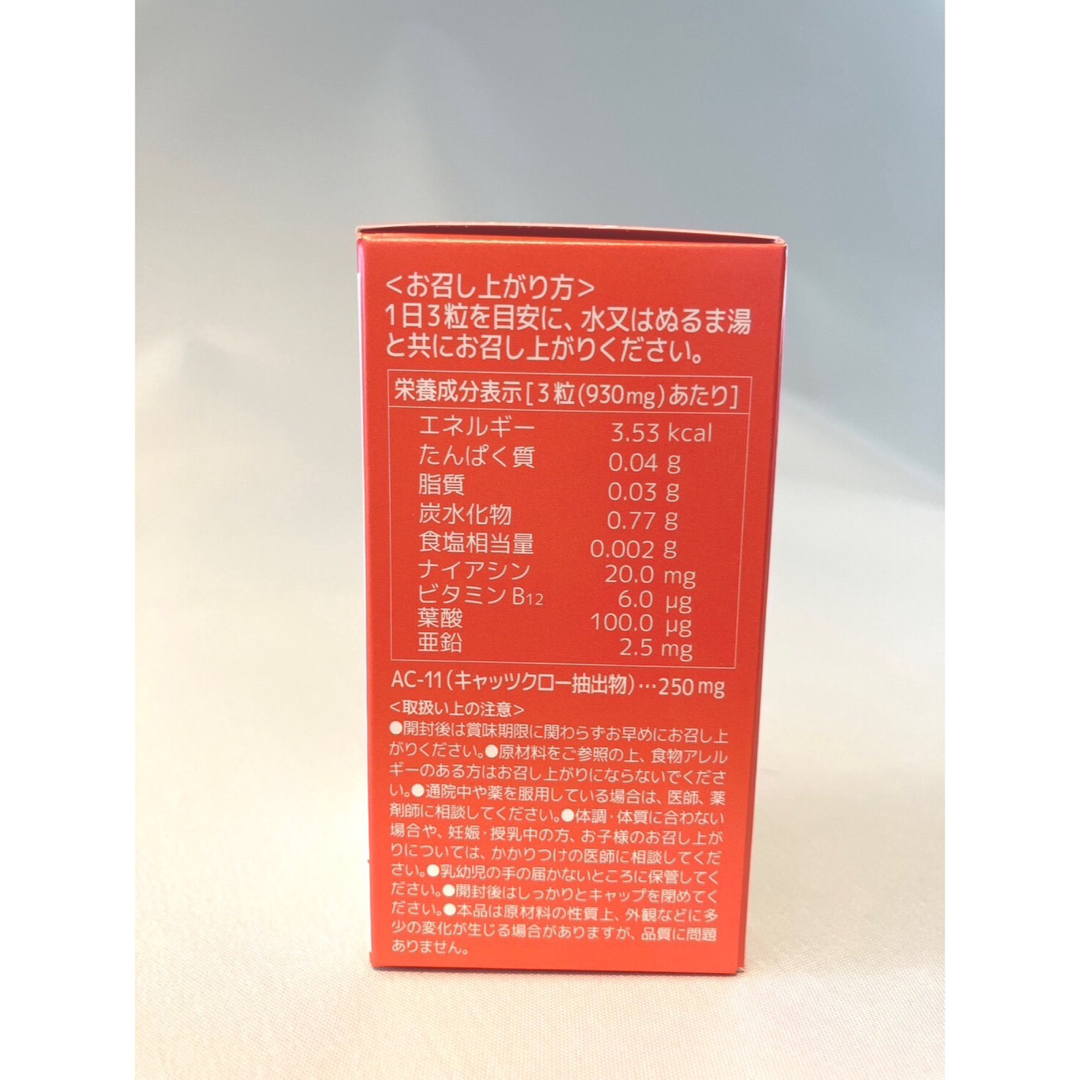 <お召し上がり方>
1日3粒を目安に、水又はぬるま湯
と共にお召し上がりください。
栄養成分表示[3粒(930mg)あたり]
エネルギー 3.53 kcal
たんぱく質 0.04 g
脂質 0.03 g
炭水化物 0.77 g
食塩相当量 0.002 g
ナイアシン 20.0 mg
ビタミンB12 6.0 μg
葉酸 100.0 μg
亜鉛 2.5 mg
AC-11(キャッツクロー抽出物)…250mg
<取扱い上の注意>
●開封後は賞味期限に関わらずお早めにお召し上
がりください。●原材料をご参照の上、食物アレル
ギーのある方はお召し上がりにならないでくださ
い。●通院中や薬を服用している場合は、医師、薬
剤師に相談してください。●体調・体質に合わない
場合や、妊娠・授乳中の方、お子様のお召し上が
りについては、かかりつけの医師に相談してくだ
さい。●乳幼児の手の届かないところに保管してく
ださい。●開封後はしっかりとキャップを閉めてく
ださい。●本品は原材料の性質上、外観などに多
少の変化が生じる場合がありますが、品質に問題
ありません。